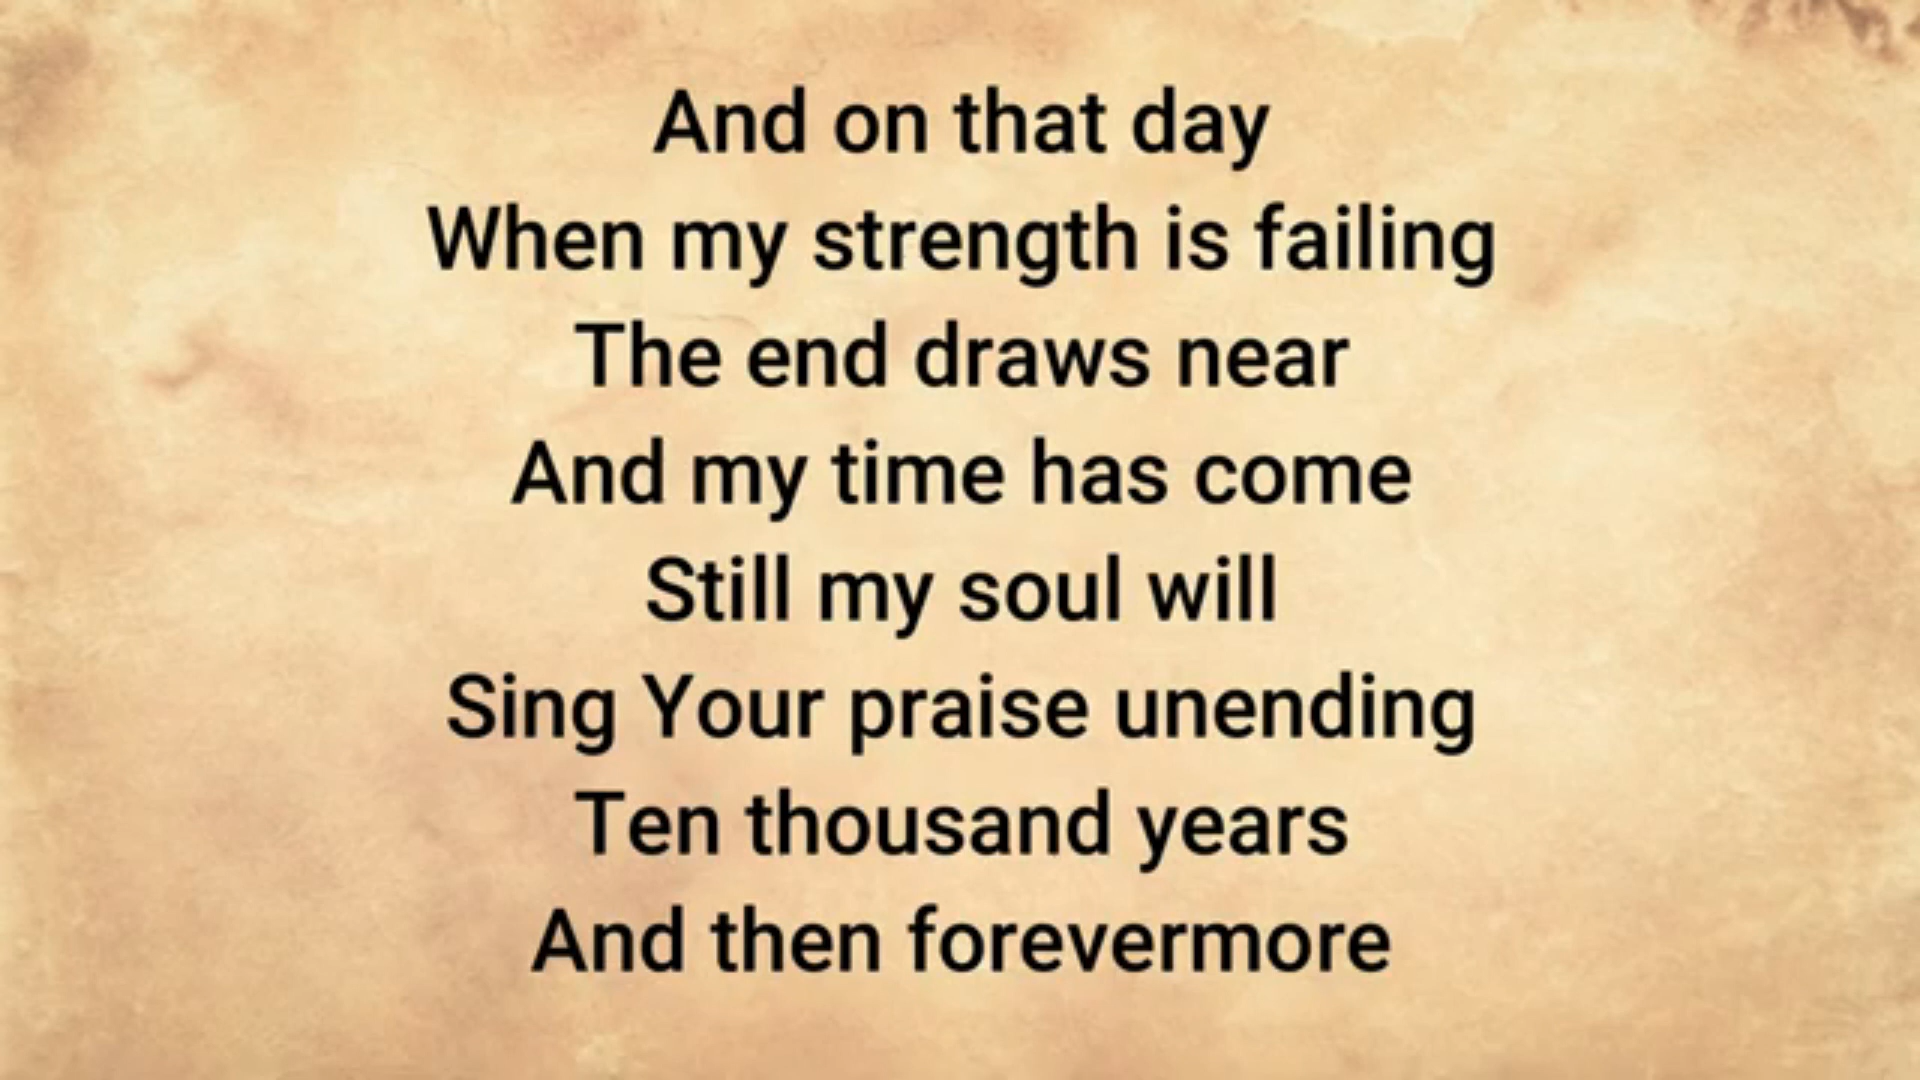 And on that day
When my strength is failing
The end draws near
And my time has come
Still my soul will
Sing Your praise unending
Ten thousand years
And then forevermore